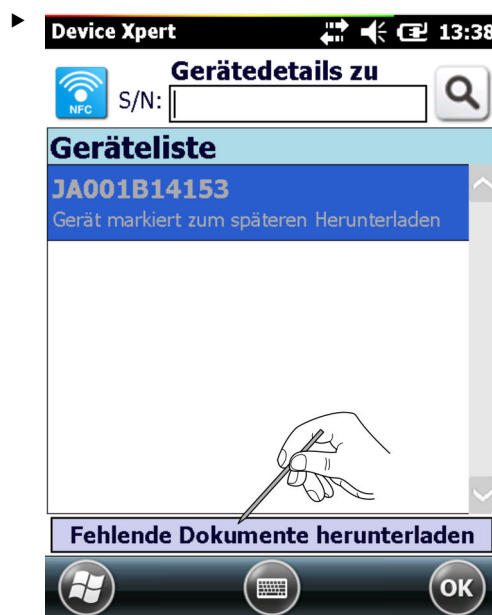 Device Xpert 13:38
Gerätedetails zu
NFC S/N:
Geräteliste
JA001B14153
Gerät markiert zum späteren Herunterladen
Fehlende Dokumente herunterladen
OK